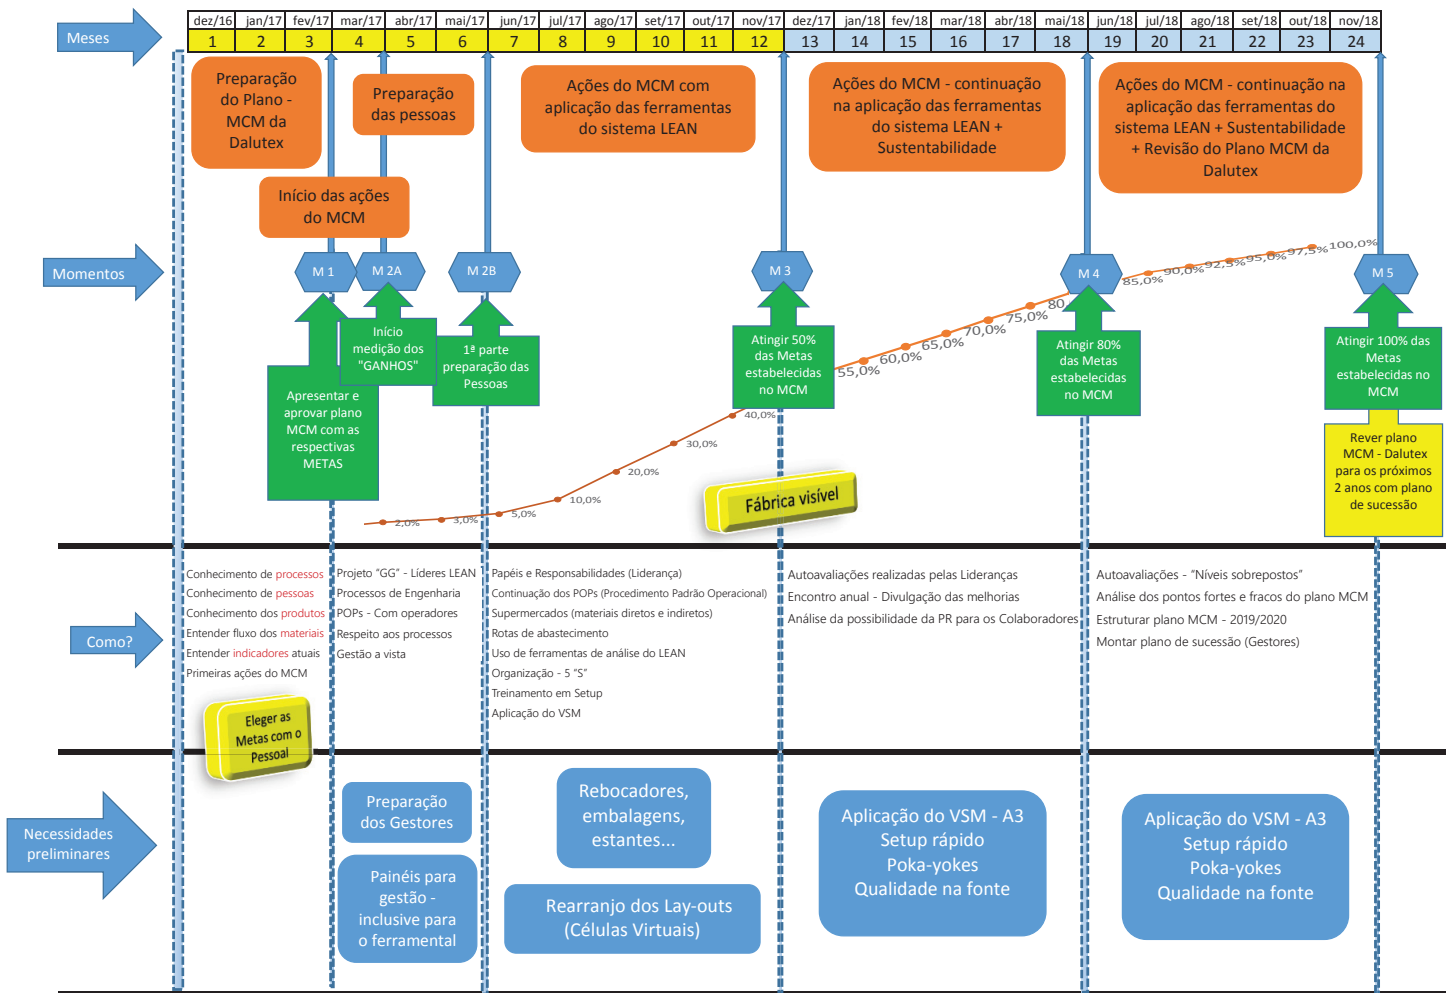 Meses
dez/16 jan/17 fev/17 mar/17 abr/17 mai/17 jun/17 jul/17 ago/17 set/17 out/17 nov/17 dez/17 jan/18 fev/18 mar/18 abr/18 mai/18 jun/18 jul/18 ago/18 set/18 out/18 nov/18
1 2 3 4 5 6 7 8 9 10 11 12 13 14 15 16 17 18 19 20 21 22 23 24
Preparação
do Plano -
MCM da
Dalutex
Preparação
das pessoas
Ações do MCM com
aplicação das ferramentas
do sistema LEAN
Ações do MCM - continuação
na aplicação das ferramentas
do sistema LEAN +
Sustentabilidade
Ações do MCM - continuação na
aplicação das ferramentas do
sistema LEAN + Sustentabilidade
+ Revisão do Plano MCM da
Dalutex
Início das ações
do MCM
Momentos
M 1
M 2A
M 2B
M 3
M 4
M 5
Apresentar e
aprovar plano
MCM com as
respectivas
METAS
Início
medição dos
"GANHOS"
1ª parte
preparação das
Pessoas
Atingir 50%
das Metas
estabelecidas
no MCM
Atingir 80%
das Metas
estabelecidas
no MCM
Atingir 100% das
Metas
estabelecidas no
MCM
Rever plano
MCM - Dalutex
para os próximos
2 anos com plano
de sucessão
2,0%
3,0%
5,0%
10,0%
20,0%
30,0%
40,0%
55,0%
60,0%
65,0%
70,0%
75,0%
80,
85,0%
90,0%
92,5%
95,0%
97,5%
100,0%
Fábrica visível
Como?
Conhecimento de processos
Conhecimento de pessoas
Conhecimento dos produtos
Entender fluxo dos materiais
Entender indicadores atuais
Primeiras ações do MCM
Projeto "GG" - Líderes LEAN
Processos de Engenharia
POPs - Com operadores
Respeito aos processos
Gestão a vista
Papéis e Responsabilidades (Liderança)
Continuação dos POPs (Procedimento Padrão Operacional)
Supermercados (materiais diretos e indiretos)
Rotas de abastecimento
Uso de ferramentas de análise do LEAN
Organização - 5 "S"
Treinamento em Setup
Aplicação do VSM
Autoavaliações realizadas pelas Lideranças
Encontro anual - Divulgação das melhorias
Análise da possibilidade da PR para os Colaboradores
Autoavaliações - "Níveis sobrepostos"
Análise dos pontos fortes e fracos do plano MCM
Estruturar plano MCM - 2019/2020
Montar plano de sucessão (Gestores)
Eleger as
Metas com o
Pessoal
Necessidades
preliminares
Preparação
dos Gestores
Painéis para
gestão -
inclusive para
o ferramental
Rebocadores,
embalagens,
estantes...
Rearranjo dos Lay-outs
(Células Virtuais)
Aplicação do VSM - A3
Setup rápido
Poka-yokes
Qualidade na fonte
Aplicação do VSM - A3
Setup rápido
Poka-yokes
Qualidade na fonte